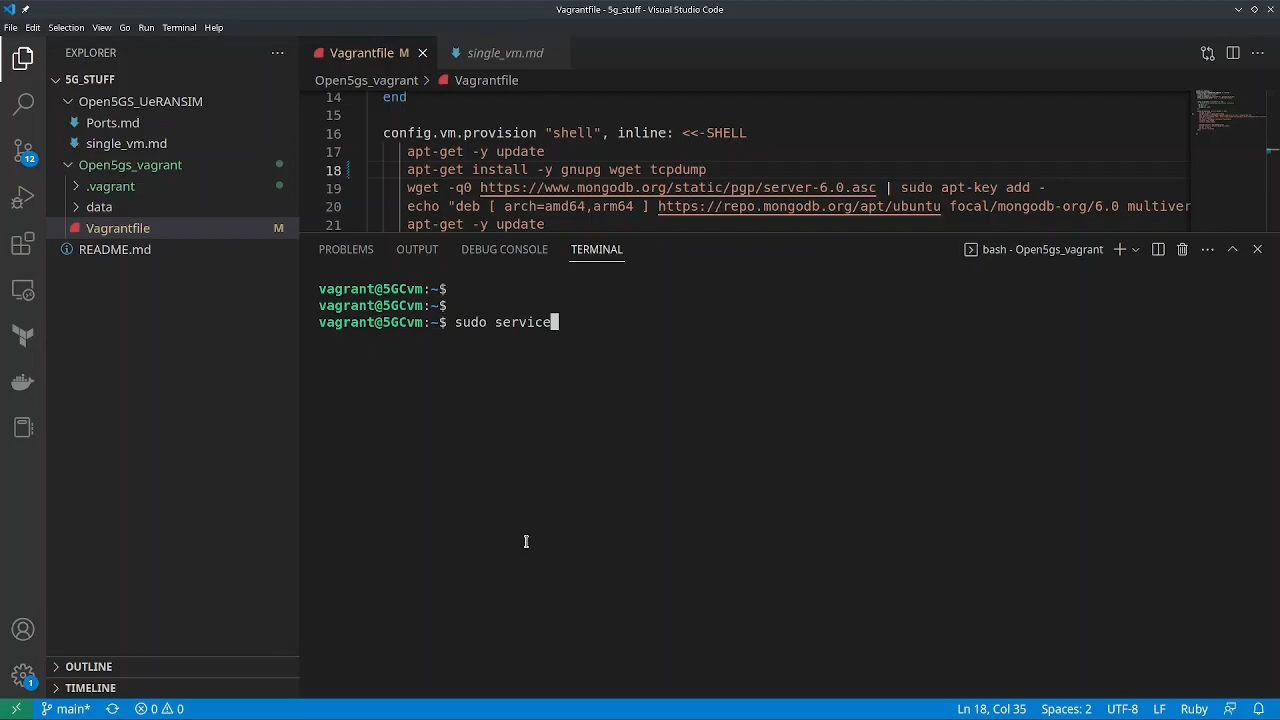 Vagrantfile - 5g_stuff - Visual Studio Code
File Edit Selection View Go Run Terminal Help
EXPLORER
Vagrantfile M
single_vm.md
5G_STUFF
Open5gs_vagrant > Vagrantfile
Open5GS_UeRANSIM
Ports.md
single_vm.md
Open5gs_vagrant
.vagrant
data
Vagrantfile M
README.md
14 end
15
16 config.vm.provision "shell", inline: <<-SHELL
17 apt-get -y update
18 apt-get install -y gnupg wget tcpdump
19 wget -qO https://www.mongodb.org/static/pgp/server-6.0.asc | sudo apt-key add -
20 echo "deb [ arch=amd64,arm64 ] https://repo.mongodb.org/apt/ubuntu focal/mongodb-org/6.0 multiver
21 apt-get -y update
PROBLEMS OUTPUT DEBUG CONSOLE TERMINAL
bash - Open5gs_vagrant
vagrant@5GCvm:~$
vagrant@5GCvm:~$
vagrant@5GCvm:~$ sudo service
12
1
OUTLINE
TIMELINE
main* 0 0 Ln 18, Col 35 Spaces: 2 UTF-8 LF Ruby